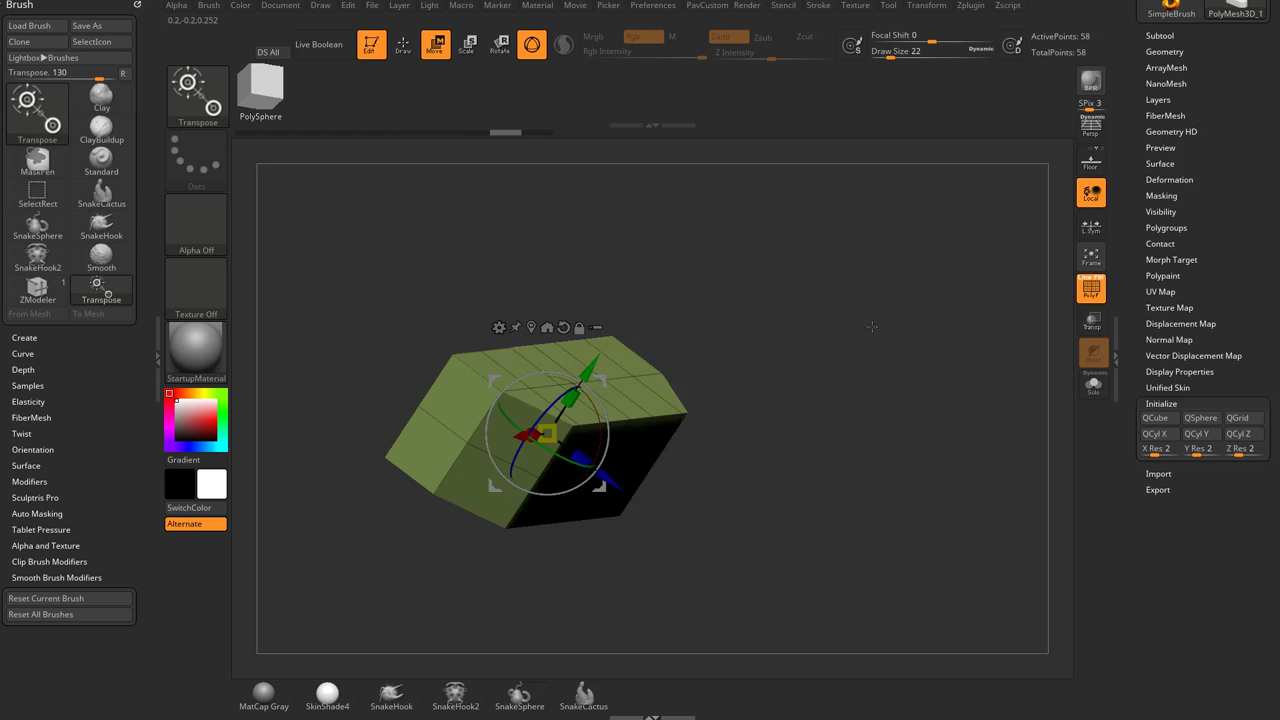 Brush
Alpha Brush Color Document Draw Edit File Layer Light Macro Marker Material Movie Picker Preferences PavCustom Render Stencil Stroke Texture Tool Transform Zplugin Zscript
0.2,-0.2,0.252
Load Brush
Save As
Clone
SelectIcon
Lightbox▶Brushes
Transpose. 130
R
Transpose
Clay
ClayBuildup
MaskPen
Standard
SelectRect
SnakeCactus
SnakeSphere
SnakeHook
SnakeHook2
Smooth
ZModeler
1
Transpose
From Mesh
To Mesh
Create
Curve
Depth
Samples
Elasticity
FiberMesh
Twist
Orientation
Surface
Modifiers
Sculptris Pro
Auto Masking
Tablet Pressure
Alpha and Texture
Clip Brush Modifiers
Smooth Brush Modifiers
Reset Current Brush
Reset All Brushes
DS All
Live Boolean
Edit
Draw
Move
Scale
Rotate
Mrgb
Rgb
M
Rgb Intensity
Zadd
Zsub
Zcut
Z Intensity
S
Focal Shift 0
Draw Size 22
Dynamic
D
ActivePoints: 58
TotalPoints: 58
Transpose
PolySphere
Dots
Alpha Off
Texture Off
StartupMaterial
Gradient
SwitchColor
Alternate
BPR
SPix 3
Dynamic
Persp
Floor
Local
L.Sym
Frame
Line Fill
PolyF
Transp
Dynamic
Solo
SimpleBrush
PolyMesh3D_1
Subtool
Geometry
ArrayMesh
NanoMesh
Layers
FiberMesh
Geometry HD
Preview
Surface
Deformation
Masking
Visibility
Polygroups
Contact
Morph Target
Polypaint
UV Map
Texture Map
Displacement Map
Normal Map
Vector Displacement Map
Display Properties
Unified Skin
Initialize
QCube
QSphere
QGrid
QCyl X
QCyl Y
QCyl Z
X Res 2
Y Res 2
Z Res 2
Import
Export
MatCap Gray
SkinShade4
SnakeHook
SnakeHook2
SnakeSphere
SnakeCactus